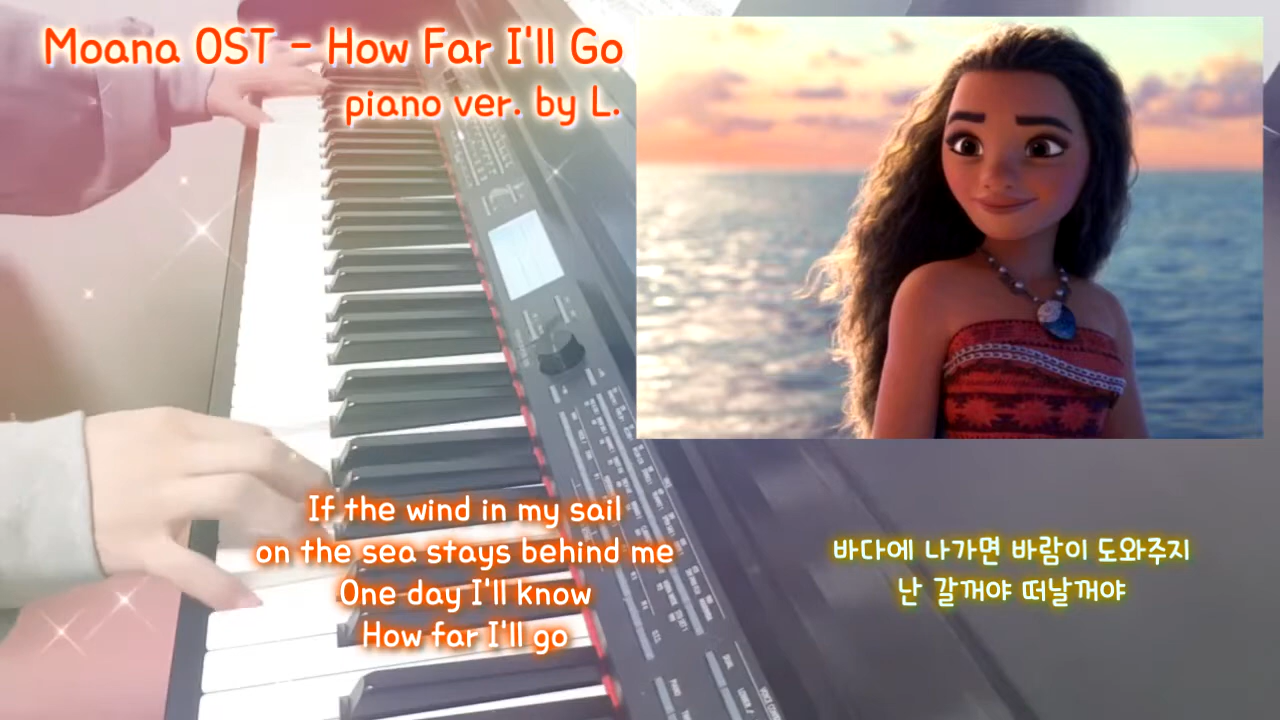 Moana OST - How Far I'll Go
piano ver. by L.
If the wind in my sail
on the sea stays behind me
One day I'll know
How far I'll go
바다에 나가면 바람이 도와주지
난 갈꺼야 떠날꺼야